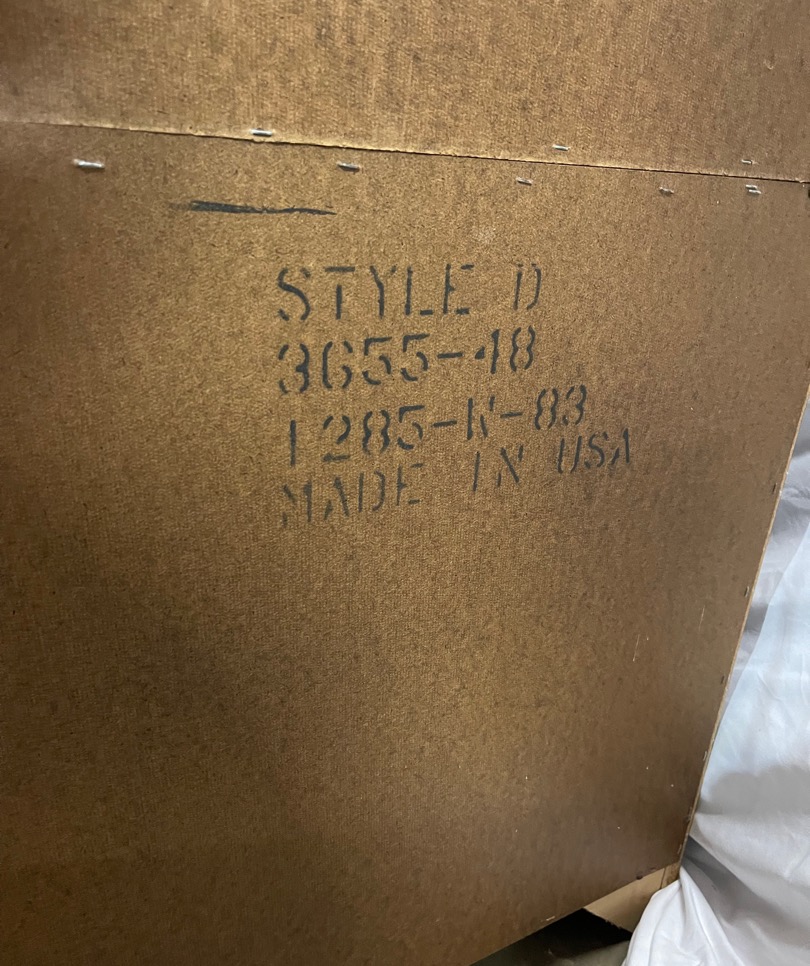 STYLE D
3655-48
1285-N-83
MADE IN USA